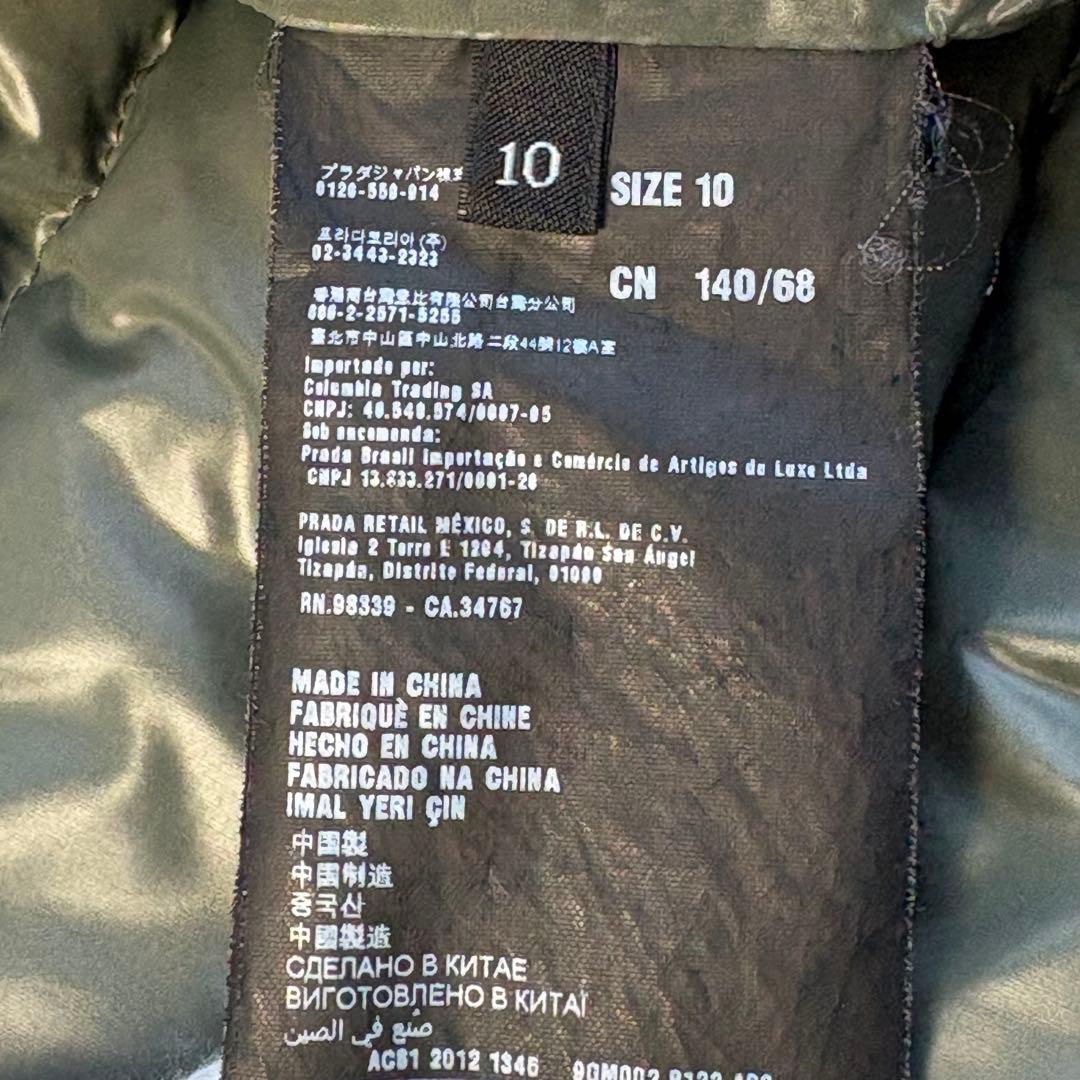 10
SIZE 10
CN 140/68
プラダジャパン株式
0120-559-914
프라다코리아(주)
02-3443-2323
香港商台灣普比有限公司台灣分公司
886-2-2571-5255
臺北市中山區中山北路二段44號12樓A室
Importado por:
Columbia Trading SA
CNPJ: 40.540.574/0007-05
Sob encomenda:
Prada Brasil Importação e Comércio de Artigos de Luxo Ltda
CNPJ 13.833.271/0001-20
PRADA RETAIL MÉXICO, S. DE R.L. DE C.V.
Iglesia 2 Torre E 1204, Tizapán San Ángel
Tizapán, Distrito Federal, 01090
RN.98339 - CA.34767
MADE IN CHINA
FABRIQUÈ EN CHINE
HECHO EN CHINA
FABRICADO NA CHINA
IMAL YERI ÇIN
中国製
中国制造
중국산
中國製造
СДЕЛАНО В КИТАЕ
ВИГОТОВЛЕНО В КИТАЇ
صُنع في الصين
AC81 2012 1346